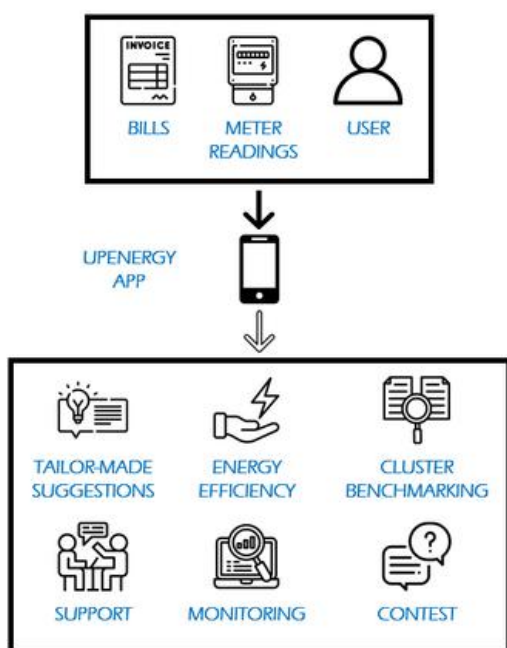 INVOICE
BILLS
METER
READINGS
USER
UPENERGY
APP
TAILOR-MADE
SUGGESTIONS
ENERGY
EFFICIENCY
CLUSTER
BENCHMARKING
?
SUPPORT
MONITORING
CONTEST